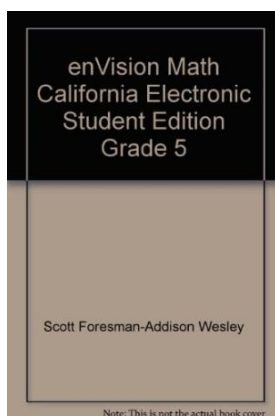 enVision Math
California Electronic
Student Edition
Grade 5
Scott Foresman-Addison Wesley
Note: This is not the actual book cover